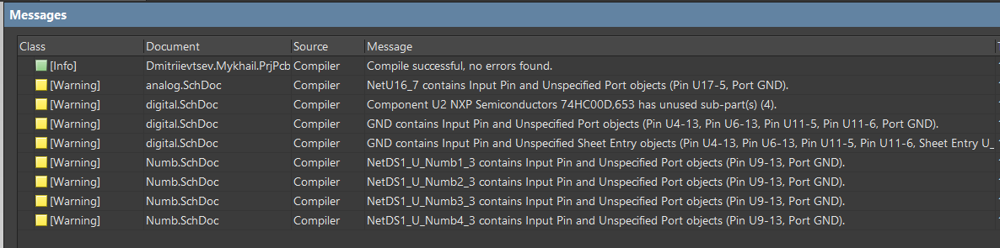 Messages
Class Document Source Message
[Info] Dmitriievtsev.Mykhail.PrjPcb Compiler Compile successful, no errors found.
[Warning] analog.SchDoc Compiler NetU16_7 contains Input Pin and Unspecified Port objects (Pin U17-5, Port GND).
[Warning] digital.SchDoc Compiler Component U2 NXP Semiconductors 74HC00D,653 has unused sub-part(s) (4).
[Warning] digital.SchDoc Compiler GND contains Input Pin and Unspecified Port objects (Pin U4-13, Pin U6-13, Pin U11-5, Pin U11-6, Port GND).
[Warning] digital.SchDoc Compiler GND contains Input Pin and Unspecified Sheet Entry objects (Pin U4-13, Pin U6-13, Pin U11-5, Pin U11-6, Sheet Entry U_
[Warning] Numb.SchDoc Compiler NetDS1_U_Numb1_3 contains Input Pin and Unspecified Port objects (Pin U9-13, Port GND).
[Warning] Numb.SchDoc Compiler NetDS1_U_Numb2_3 contains Input Pin and Unspecified Port objects (Pin U9-13, Port GND).
[Warning] Numb.SchDoc Compiler NetDS1_U_Numb3_3 contains Input Pin and Unspecified Port objects (Pin U9-13, Port GND).
[Warning] Numb.SchDoc Compiler NetDS1_U_Numb4_3 contains Input Pin and Unspecified Port objects (Pin U9-13, Port GND).